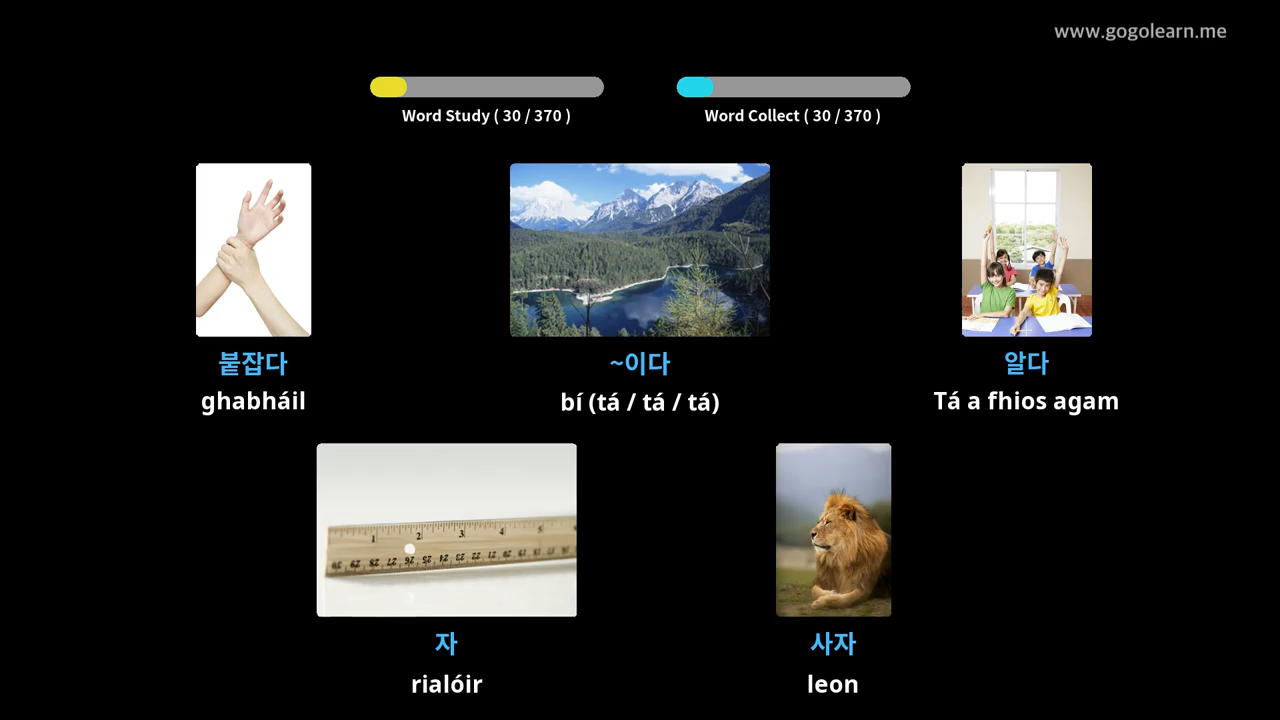 www.gogolearn.me
Word Study ( 30 / 370 )
Word Collect ( 30 / 370 )
붙잡다
ghabháil
~이다
bí (tá / tá / tá)
알다
Tá a fhios agam
자
rialóir
사자
leon